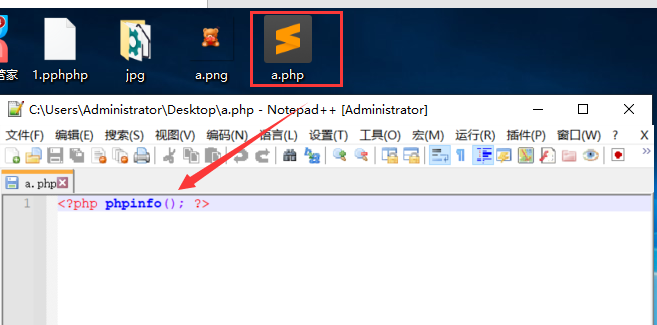 管家
1.pphphp
jpg
a.png
a.php
C:\Users\Administrator\Desktop\a.php - Notepad++ [Administrator]
文件(F) 编辑(E) 搜索(S) 视图(V) 编码(N) 语言(L) 设置(T) 工具(O) 宏(M) 运行(R) 插件(P) 窗口(W) ? X
a.php
1 <?php phpinfo(); ?>